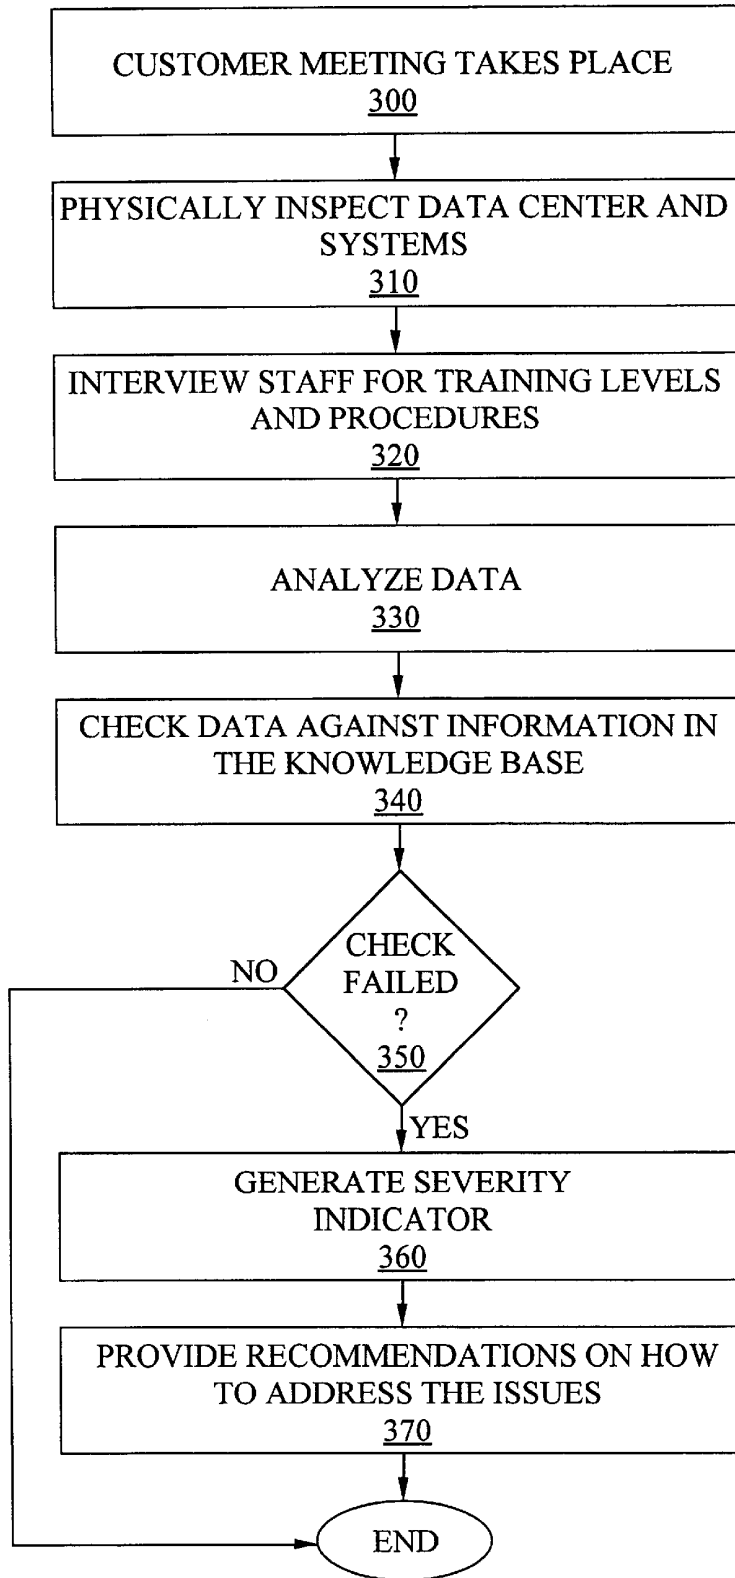 CUSTOMER MEETING TAKES PLACE
300
PHYSICALLY INSPECT DATA CENTER AND
SYSTEMS
310
INTERVIEW STAFF FOR TRAINING LEVELS
AND PROCEDURES
320
ANALYZE DATA
330
CHECK DATA AGAINST INFORMATION IN
THE KNOWLEDGE BASE
340
CHECK
FAILED
?
350
NO
YES
GENERATE SEVERITY
INDICATOR
360
PROVIDE RECOMMENDATIONS ON HOW
TO ADDRESS THE ISSUES
370
END